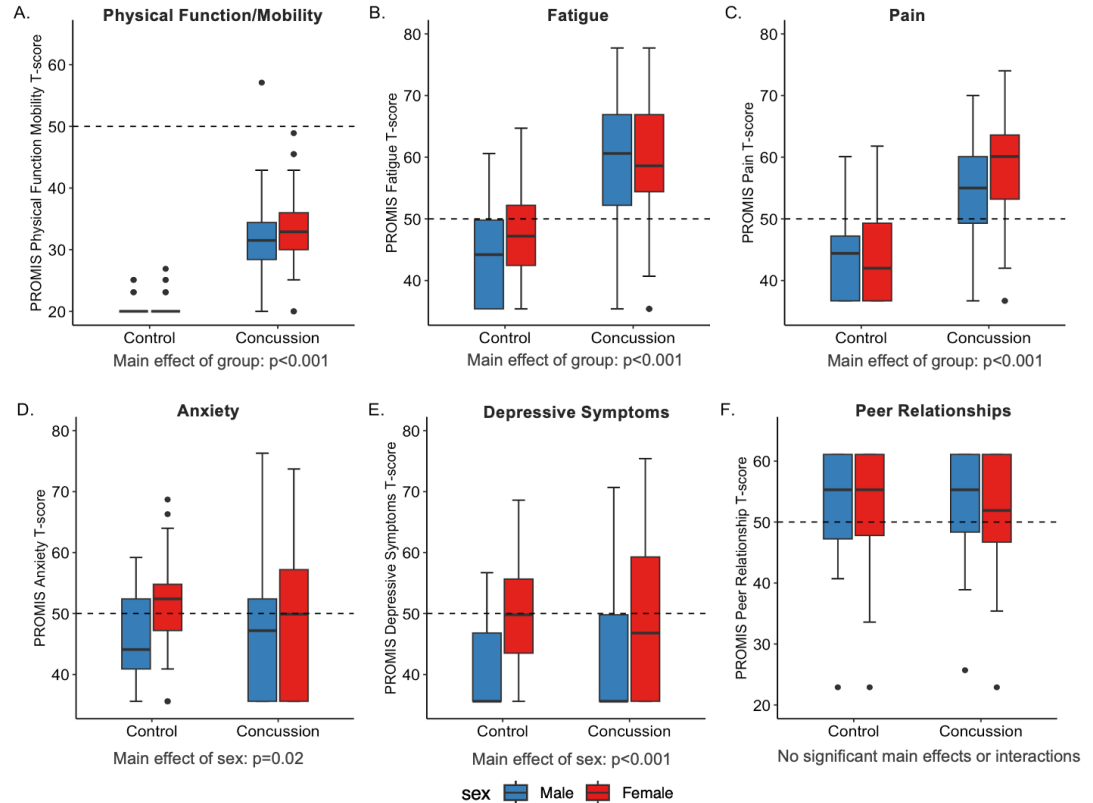 A. Physical Function/Mobility
PROMIS Physical Function Mobility T-score
60
50
40
30
20
Control Concussion
Main effect of group: p<0.001
B. Fatigue
PROMIS Fatigue T-score
80
70
60
50
40
Control Concussion
Main effect of group: p<0.001
C. Pain
PROMIS Pain T-score
80
70
60
50
40
Control Concussion
Main effect of group: p<0.001
D. Anxiety
PROMIS Anxiety T-score
80
70
60
50
40
Control Concussion
Main effect of sex: p=0.02
E. Depressive Symptoms
PROMIS Depressive Symptoms T-score
80
70
60
50
40
Control Concussion
Main effect of sex: p<0.001
F. Peer Relationships
PROMIS Peer Relationship T-score
60
50
40
30
20
Control Concussion
No significant main effects or interactions
sex Male Female